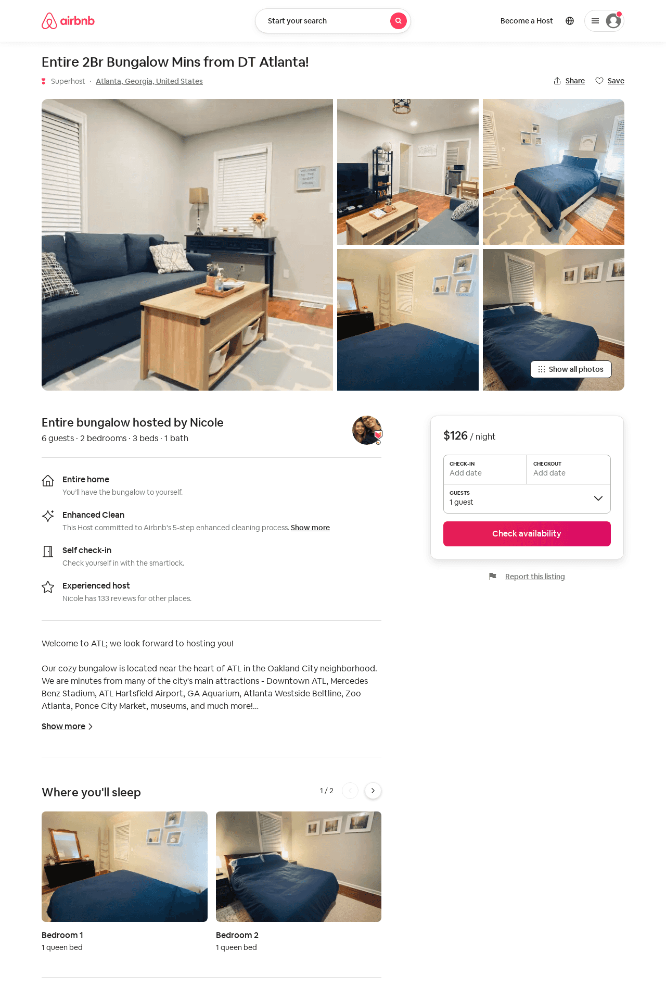 airbnb
Start your search
Become a Host
Entire 2Br Bungalow Mins from DT Atlanta!
Superhost · Atlanta, Georgia, United States
Share
Save
WELCOME
TO THE
SWEET
HOUSE!
Show all photos
Entire bungalow hosted by Nicole
6 guests · 2 bedrooms · 3 beds · 1 bath
Entire home
You’ll have the bungalow to yourself.
Enhanced Clean
This Host committed to Airbnb's 5-step enhanced cleaning process. Show more
Self check-in
Check yourself in with the smartlock.
Experienced host
Nicole has 133 reviews for other places.
$126 / night
CHECK-IN
Add date
CHECKOUT
Add date
GUESTS
1 guest
Check availability
Report this listing
Welcome to ATL; we look forward to hosting you!
Our cozy bungalow is located near the heart of ATL in the Oakland City neighborhood.
We are minutes from many of the city's main attractions - Downtown ATL, Mercedes
Benz Stadium, ATL Hartsfield Airport, GA Aquarium, Atlanta Westside Beltline, Zoo
Atlanta, Ponce City Market, museums, and much more!...
Show more
Where you'll sleep
1 / 2
Bedroom 1
1 queen bed
Bedroom 2
1 queen bed